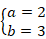 a = 2
b = 3